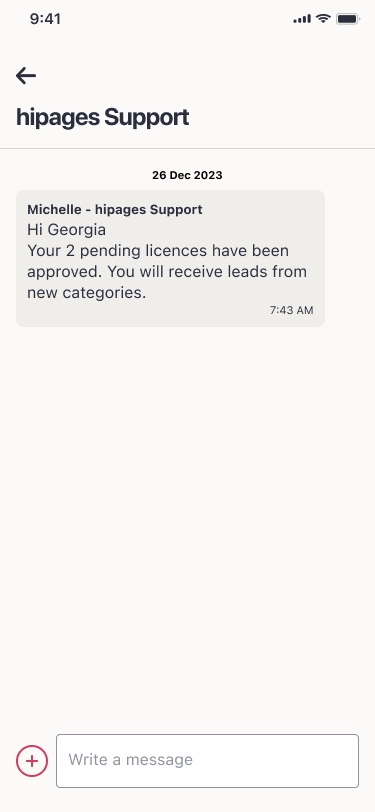 9:41
hipages Support
26 Dec 2023
Michelle - hipages Support
Hi Georgia
Your 2 pending licences have been
approved. You will receive leads from
new categories.
7:43 AM
Write a message